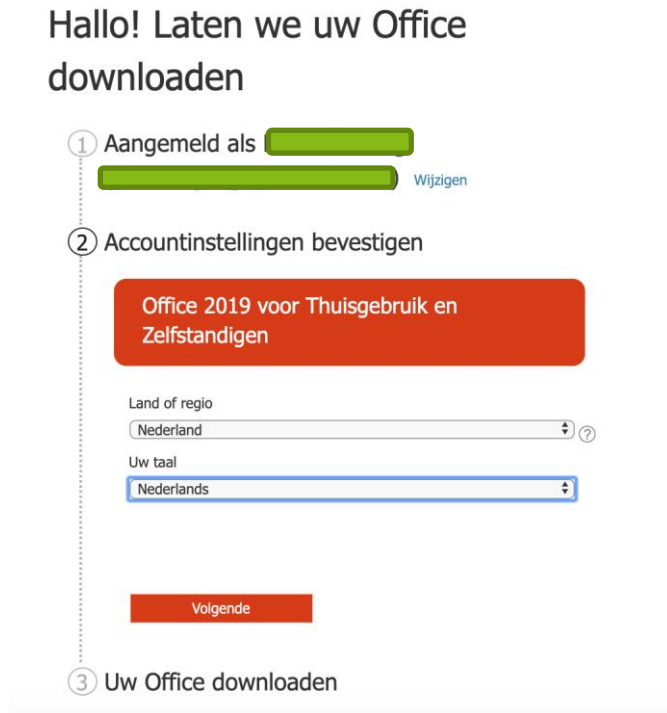 Hallo! Laten we uw Office
downloaden
1 Aangemeld als
Wijzigen
2 Accountinstellingen bevestigen
Office 2019 voor Thuisgebruik en
Zelfstandigen
Land of regio
Nederland
?
Uw taal
Nederlands
Volgende
3 Uw Office downloaden